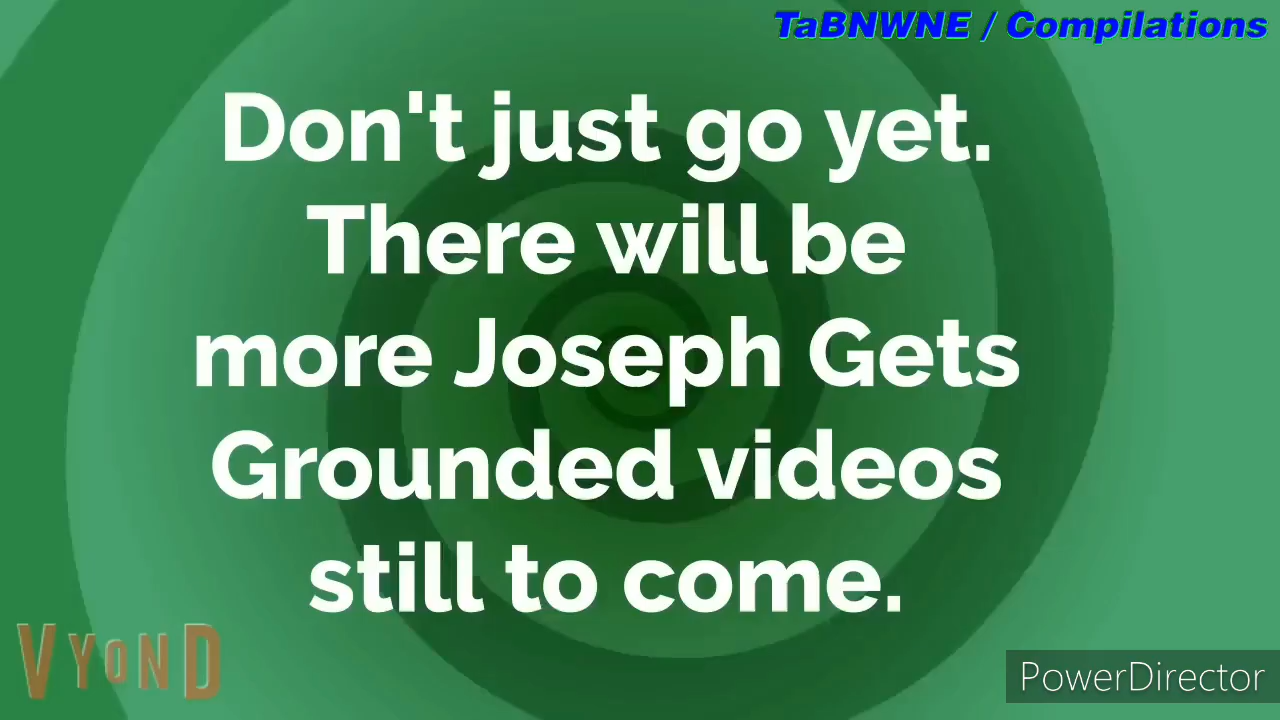 TaBNWNE / Compilations
Don't just go yet.
There will be
more Joseph Gets
Grounded videos
still to come.
VYOND
PowerDirector